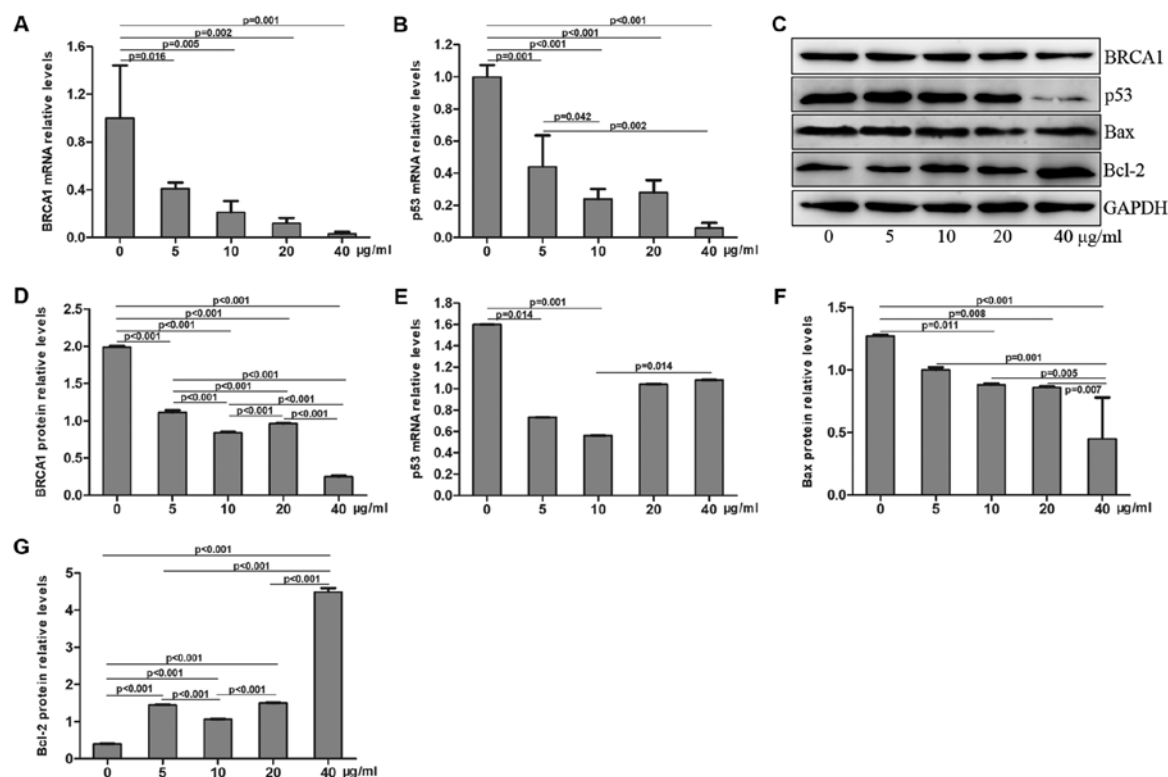 A
BRCA1 mRNA relative levels
p=0.001
p=0.002
p=0.005
p=0.016
1.6
1.2
0.8
0.4
0.0
0 5 10 20 40 μg/ml
B
p53 mRNA relative levels
p<0.001
p<0.001
p<0.001
p=0.001
p=0.042
p=0.002
1.2
1.0
0.8
0.6
0.4
0.2
0.0
0 5 10 20 40 μg/ml
C
BRCA1
p53
Bax
Bcl-2
GAPDH
0 5 10 20 40 μg/ml
D
BRCA1 protein relative levels
p<0.001
p<0.001
p<0.001
p<0.001
p<0.001
p<0.001
p<0.001 p<0.001
p<0.001 p<0.001
2.5
2.0
1.5
1.0
0.5
0.0
0 5 10 20 40 μg/ml
E
p53 mRNA relative levels
p=0.001
p=0.014
p=0.014
1.6
1.6
1.4
1.2
1.0
0.8
0.6
0.4
0.2
0.0
0 5 10 20 40 μg/ml
F
Bax protein relative levels
p<0.001
p=0.008
p=0.011
p=0.001
p=0.005
p=0.007
1.5
1.0
0.5
0.0
0 5 10 20 40 μg/ml
G
Bcl-2 protein relative levels
p<0.001
p<0.001
p<0.001
p<0.001
p<0.001
p<0.001 p<0.001 p<0.001
5
4
3
2
1
0
0 5 10 20 40 μg/ml